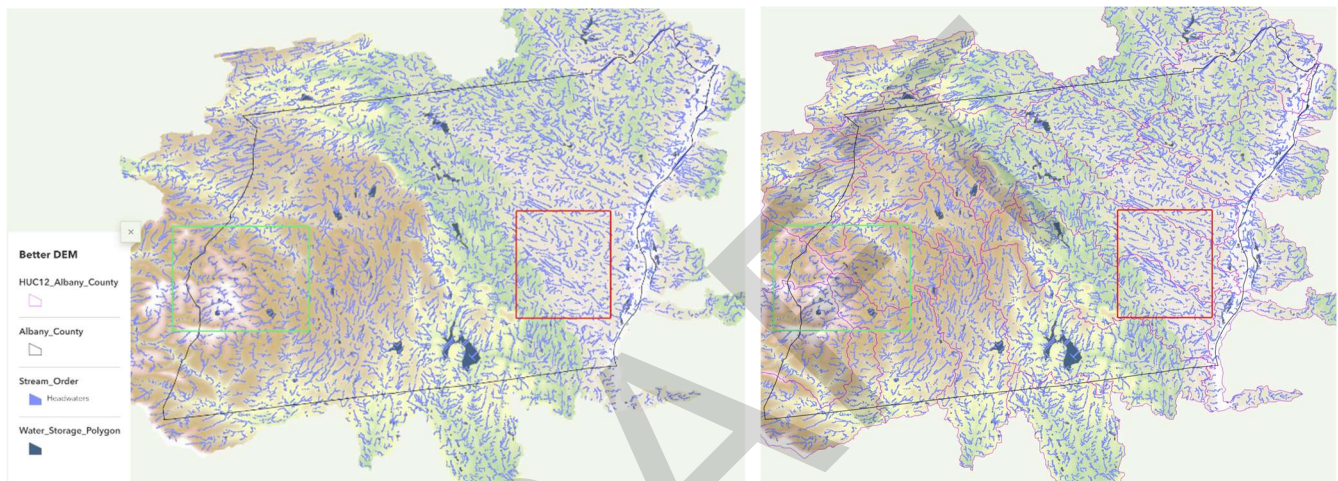 ×
Better DEM
HUC12_Albany_County
Albany_County
Stream_Order
Headwaters
Water_Storage_Polygon